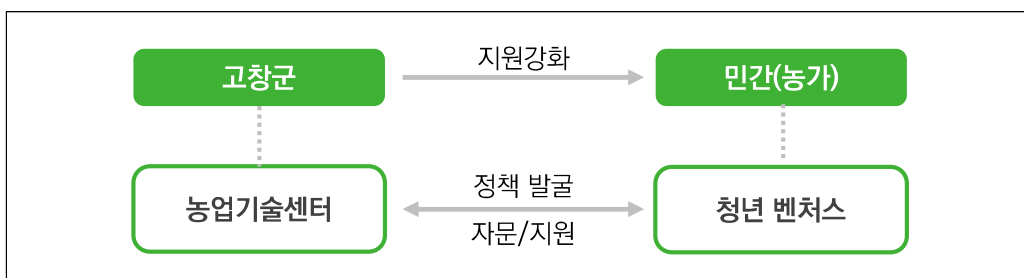 고창군
지원강화
민간(농가)
농업기술센터
정책 발굴
자문/지원
청년 벤처스